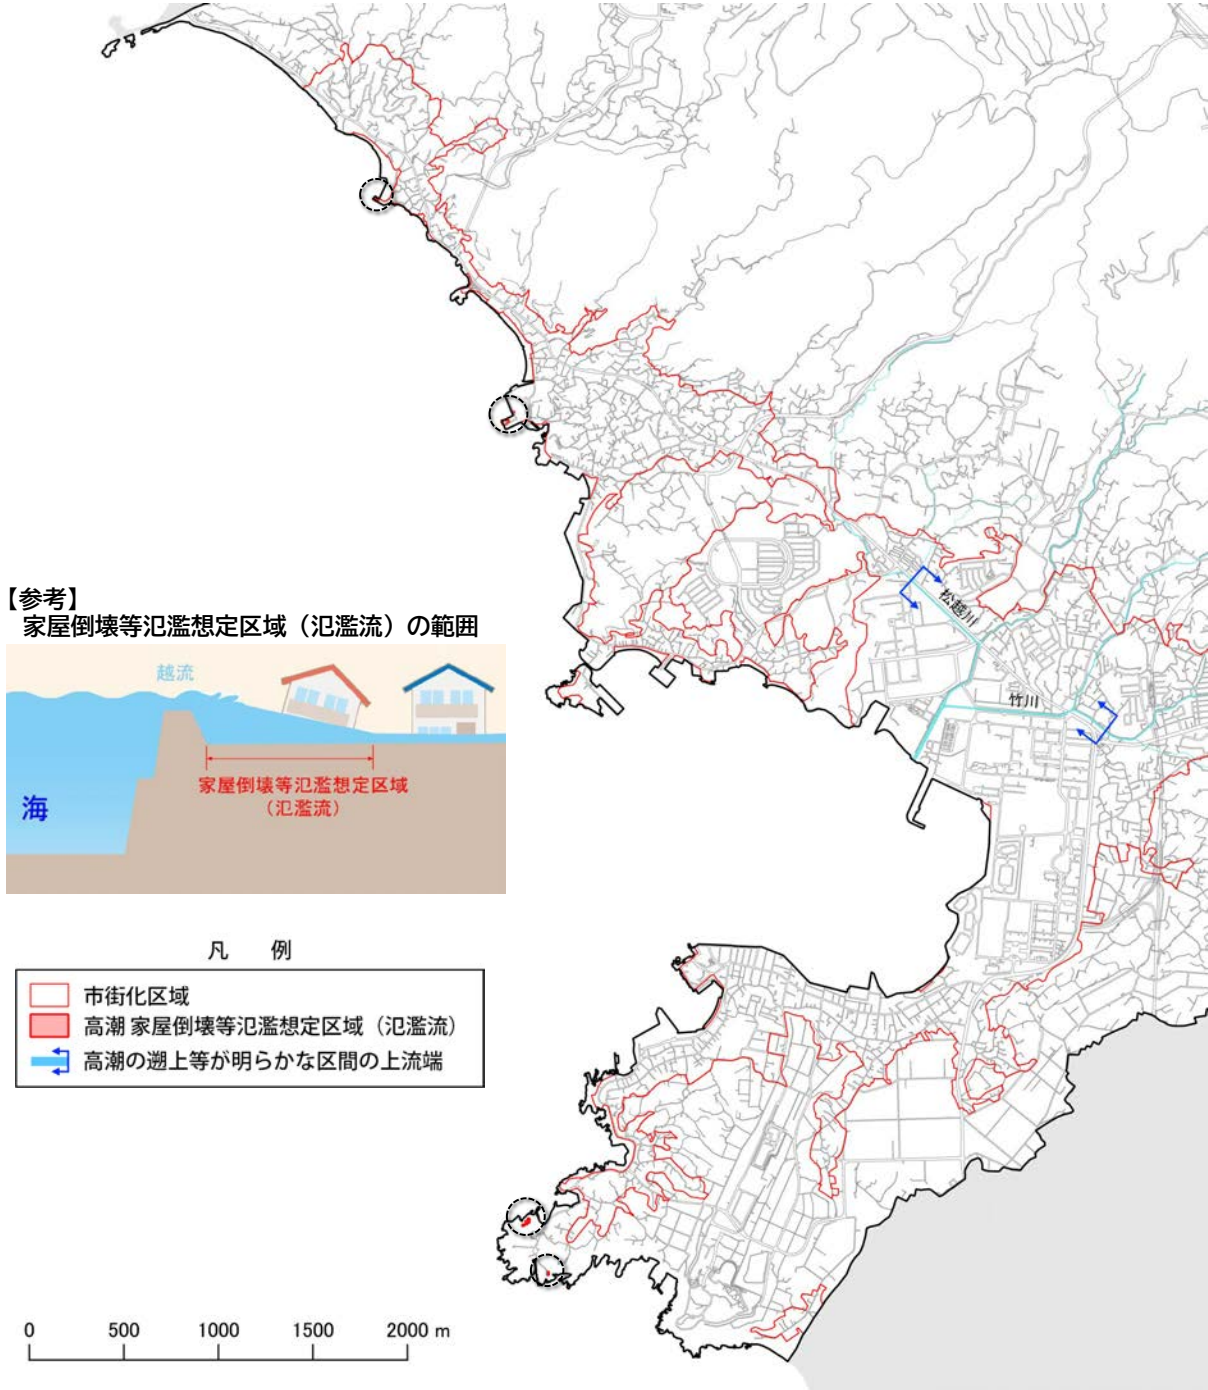 松越川
竹川
【参考】
家屋倒壊等氾濫想定区域(氾濫流)の範囲
越流
家屋倒壊等氾濫想定区域
(氾濫流)
海
凡 例
市街化区域
高潮 家屋倒壊等氾濫想定区域(氾濫流)
高潮の遡上等が明らかな区間の上流端
0 500 1000 1500 2000 m